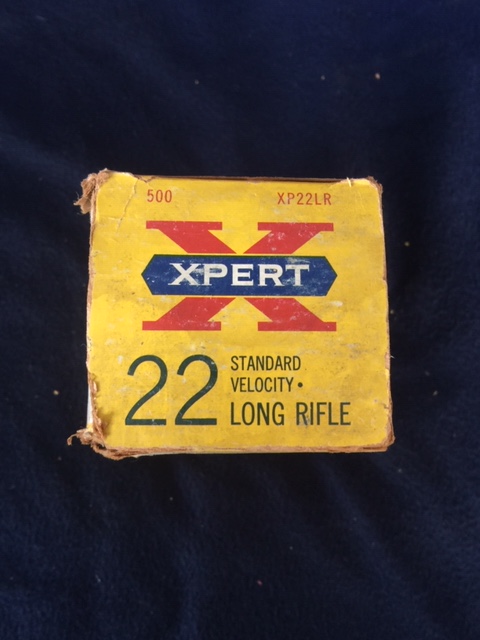 500 XP22LR
XPERT
22 STANDARD
VELOCITY •
LONG RIFLE